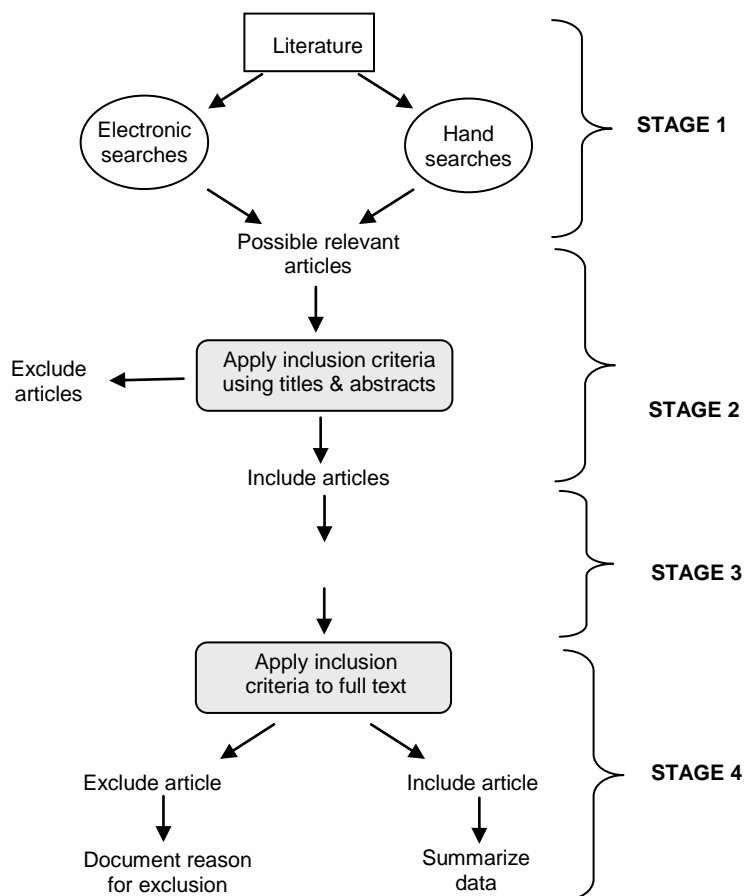 Literature
Electronic
searches
Hand
searches
STAGE 1
Possible relevant
articles
Apply inclusion criteria
using titles & abstracts
Exclude
articles
STAGE 2
Include articles
STAGE 3
Apply inclusion
criteria to full text
Exclude article
Include article
STAGE 4
Document reason
for exclusion
Summarize
data